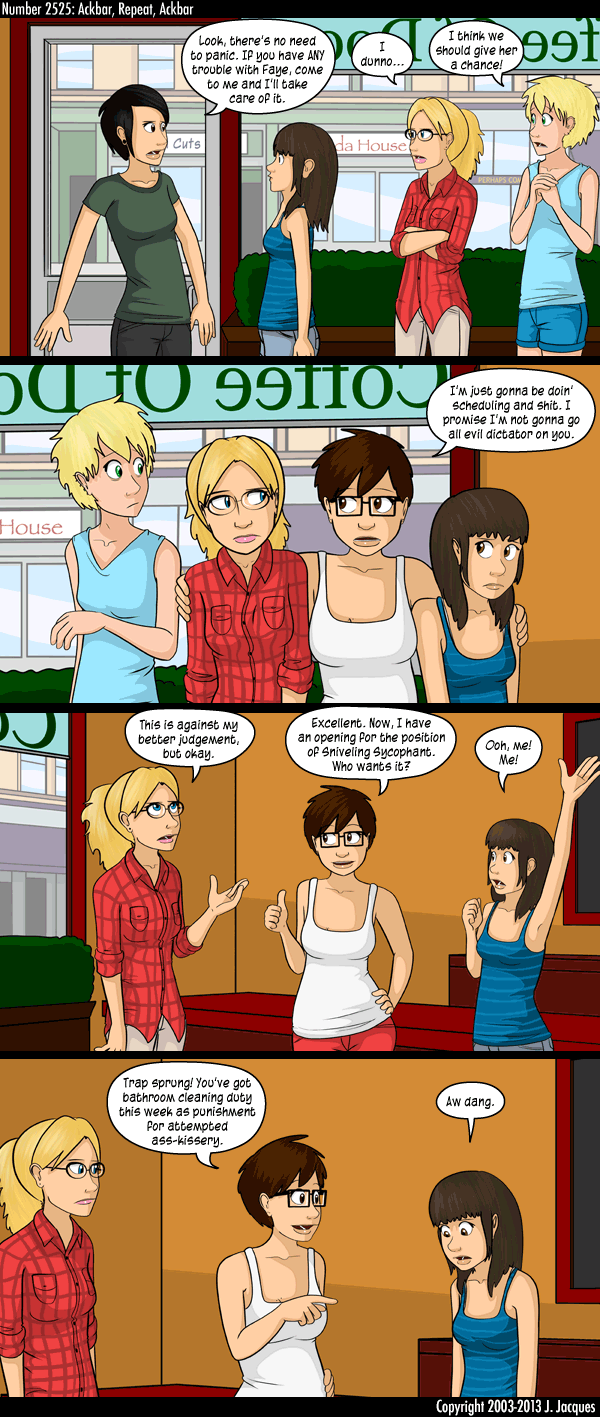 Number 2525: Ackbar, Repeat, Ackbar
Look, there's no need
to panic. If you have ANY
trouble with Faye, come
to me and I'll take
care of it.
I
dunno...
I think we
should give her
a chance!
Cuts
da House
PERHAPS CO
Coffee Of Do
I'm just gonna be doin'
scheduling and shit. I
promise I'm not gonna go
all evil dictator on you.
House
This is against my
better judgement,
but okay.
Excellent. Now, I have
an opening for the position
of Sniveling Sycophant.
Who wants it?
Ooh, me!
Me!
Trap sprung! You've got
bathroom cleaning duty
this week as punishment
for attempted
ass-kissery.
Aw dang.
Copyright 2003-2013 J. Jacques